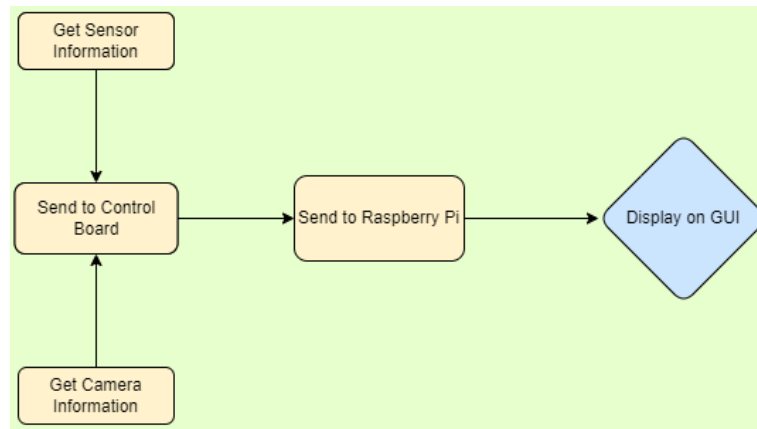 Get Sensor
Information
Send to Control
Board
Send to Raspberry Pi
Display on GUI
Get Camera
Information